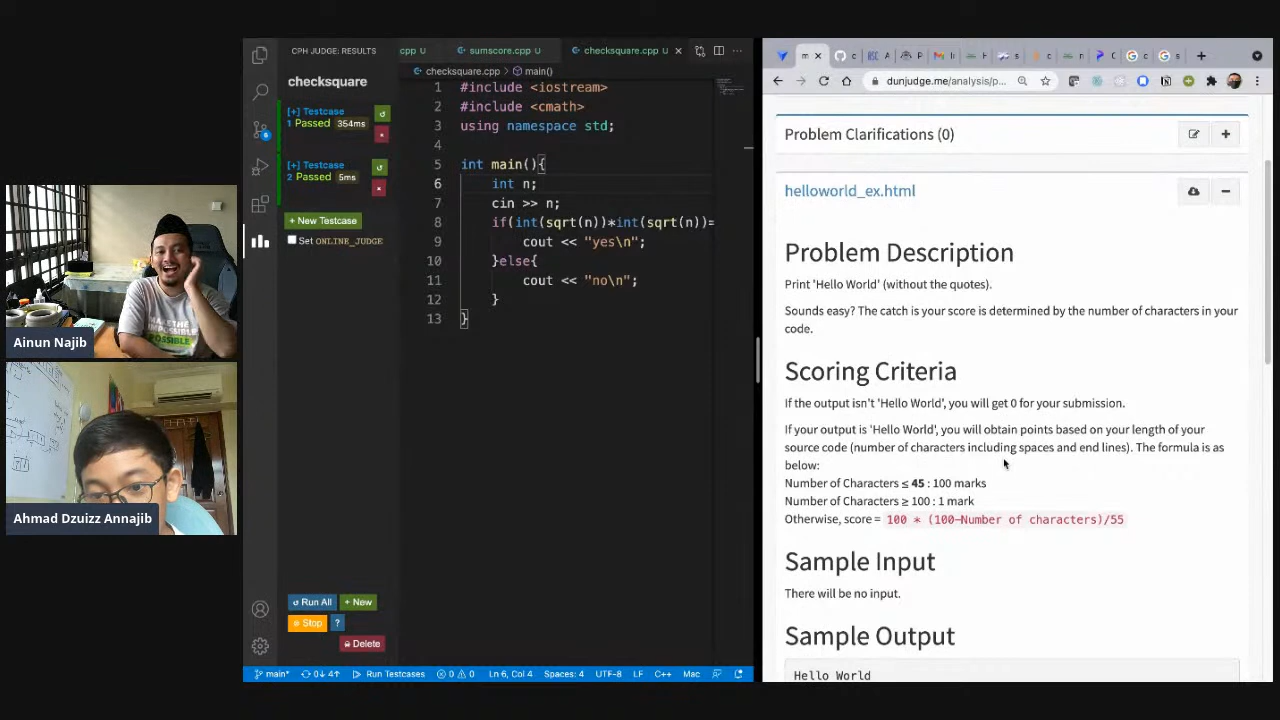 MAKE THE
IMPOSSIBLE
POSSIBLE
Ainun Najib
Ahmad Dzuizz Annajib
CPH JUDGE: RESULTS
checksquare
[+] Testcase
1 Passed 354ms
[+] Testcase
2 Passed 5ms
+ New Testcase
Set ONLINE_JUDGE
Run All + New
Stop ?
Delete
cpp U sumscore.cpp U checksquare.cpp U
checksquare.cpp > main()
1 #include <iostream>
2 #include <cmath>
3 using namespace std;
4
5 int main(){
6 int n;
7 cin >> n;
8 if(int(sqrt(n))*int(sqrt(n)=
9 cout << "yes\n";
10 }else{
11 cout << "no\n";
12 }
13 }
main* 0↓ 4↑ Run Testcases 0 0 Ln 6, Col 4 Spaces: 4 UTF-8 LF C++ Mac
dunjudge.me/analysis/p...
Problem Clarifications (0)
helloworld_ex.html
Problem Description
Print 'Hello World' (without the quotes).
Sounds easy? The catch is your score is determined by the number of characters in your
code.
Scoring Criteria
If the output isn't 'Hello World', you will get 0 for your submission.
If your output is 'Hello World', you will obtain points based on your length of your
source code (number of characters including spaces and end lines). The formula is as
below:
Number of Characters ≤ 45 : 100 marks
Number of Characters ≥ 100 : 1 mark
Otherwise, score = 100 * (100-Number of characters)/55
Sample Input
There will be no input.
Sample Output
Hello World